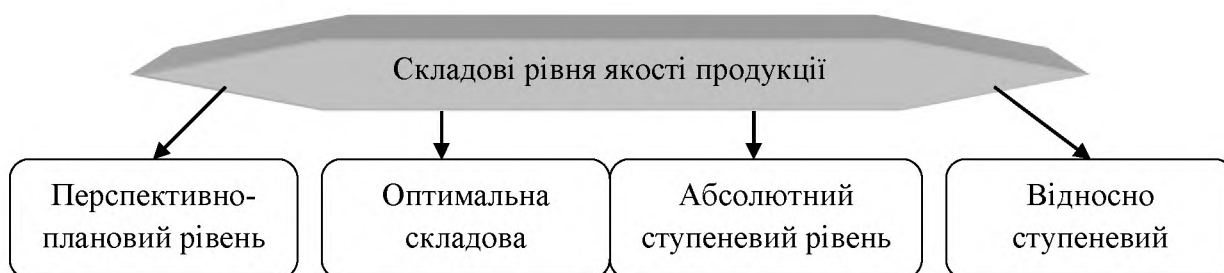 Складові рівня якості продукції
Перспективно-
плановий рівень
Оптимальна
складова
Абсолютний
ступеневий рівень
Відносно
ступеневий